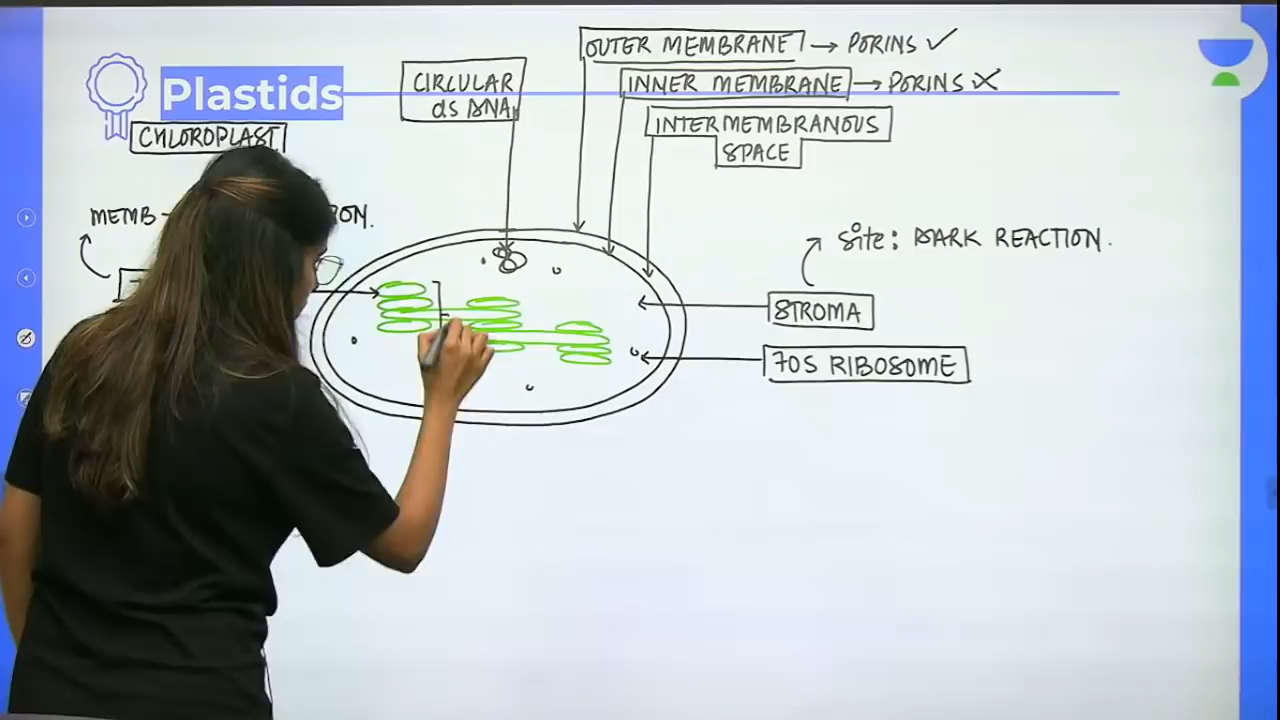 Plastids
CHLOROPLAST
CIRCULAR
ds DNA
OUTER MEMBRANE → PORINS ✓
INNER MEMBRANE → PORINS ✗
INTERMEMBRANOUS
SPACE
MEMB -
Site: DARK REACTION.
STROMA
70S RIBOSOME